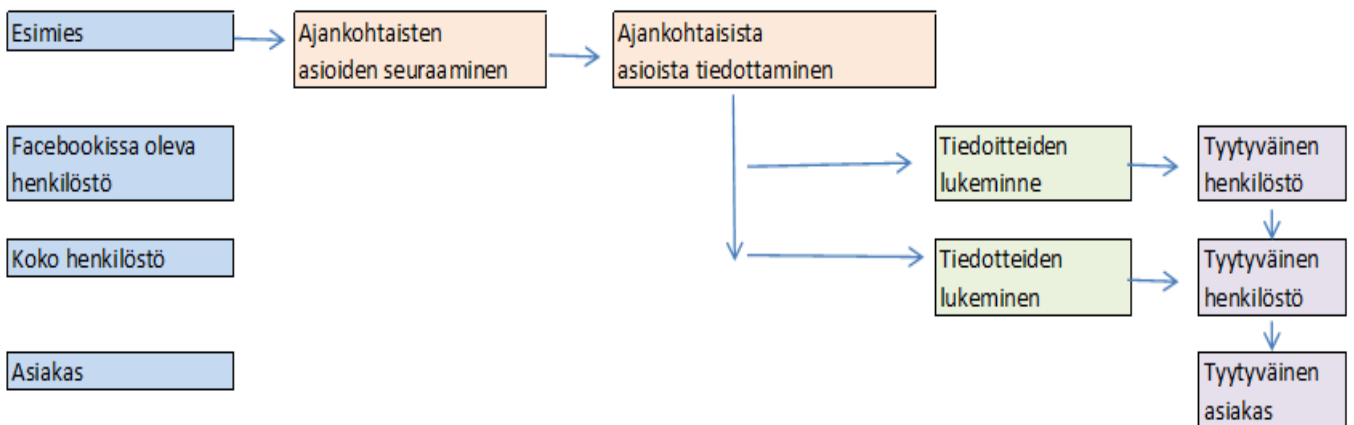 Esimies
Ajankohtaisten
asioiden seuraaminen
Ajankohtaisista
asioista tiedottaminen
Facebookissa oleva
henkilöstö
Tiedoitteiden
lukeminne
Tyytyväinen
henkilöstö
Koko henkilöstö
Tiedotteiden
lukeminen
Tyytyväinen
henkilöstö
Asiakas
Tyytyväinen
asiakas